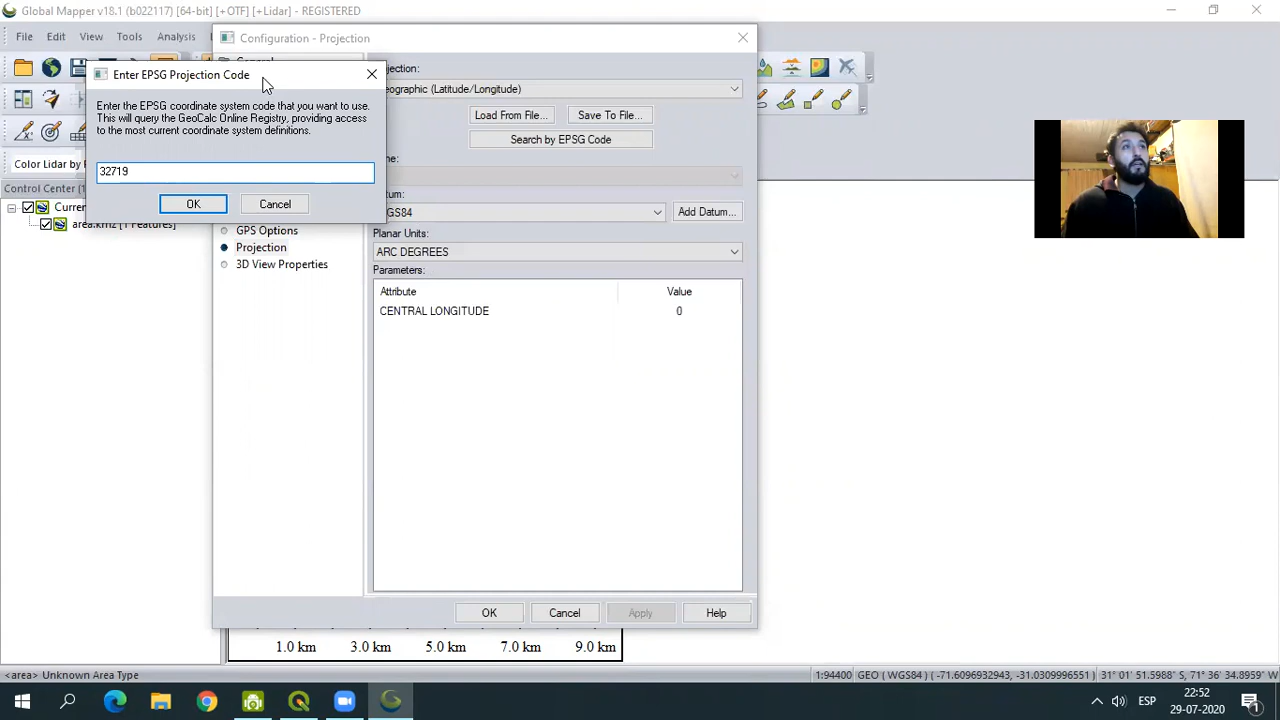 Global Mapper v18.1 (b022117) [64-bit] [+OTF] [+Lidar] - REGISTERED
File Edit View Tools Analysis
Configuration - Projection
General
Enter EPSG Projection Code
Enter the EPSG coordinate system code that you want to use.
This will query the GeoCalc Online Registry, providing access
to the most current coordinate system definitions.
32719
OK Cancel
Geographic (Latitude/Longitude)
Load From File... Save To File...
Search by EPSG Code
WGS84
Add Datum...
Planar Units:
ARC DEGREES
Parameters:
Attribute Value
CENTRAL LONGITUDE 0
Color Lidar by
Control Center
area.kmz [1 Features]
GPS Options
Projection
3D View Properties
OK Cancel Apply Help
1.0 km 3.0 km 5.0 km 7.0 km 9.0 km
<area> Unknown Area Type
1:94400 GEO (WGS84) ( -71.6096932943, -31.0309996551) 31° 01' 51.5988" S, 71° 36' 34.8959" W
ESP
22:52
29-07-2020